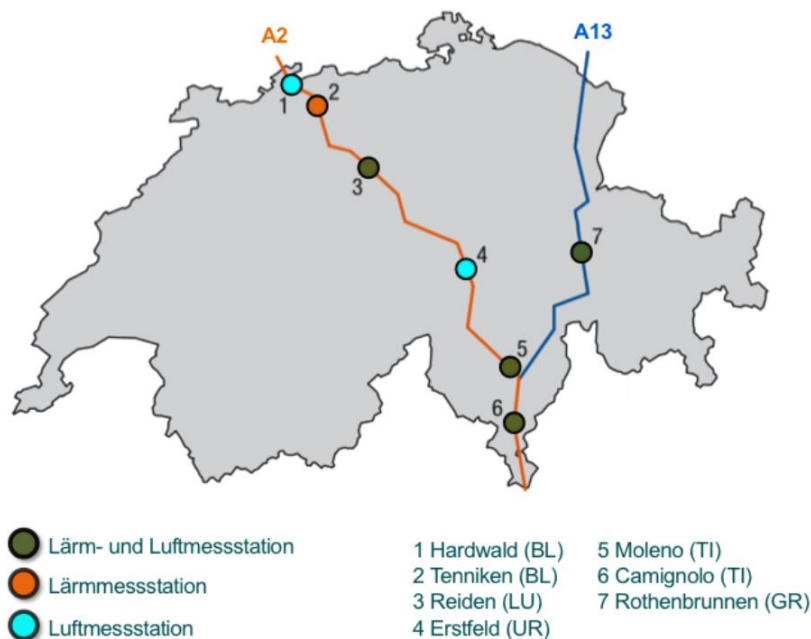 A2
A13
1
2
3
4
5
6
7
Lärm- und Luftmessstation
Lärmmessstation
Luftmessstation
1 Hardwald (BL)
2 Tenniken (BL)
3 Reiden (LU)
4 Erstfeld (UR)
5 Moleno (TI)
6 Camignolo (TI)
7 Rothenbrunnen (GR)